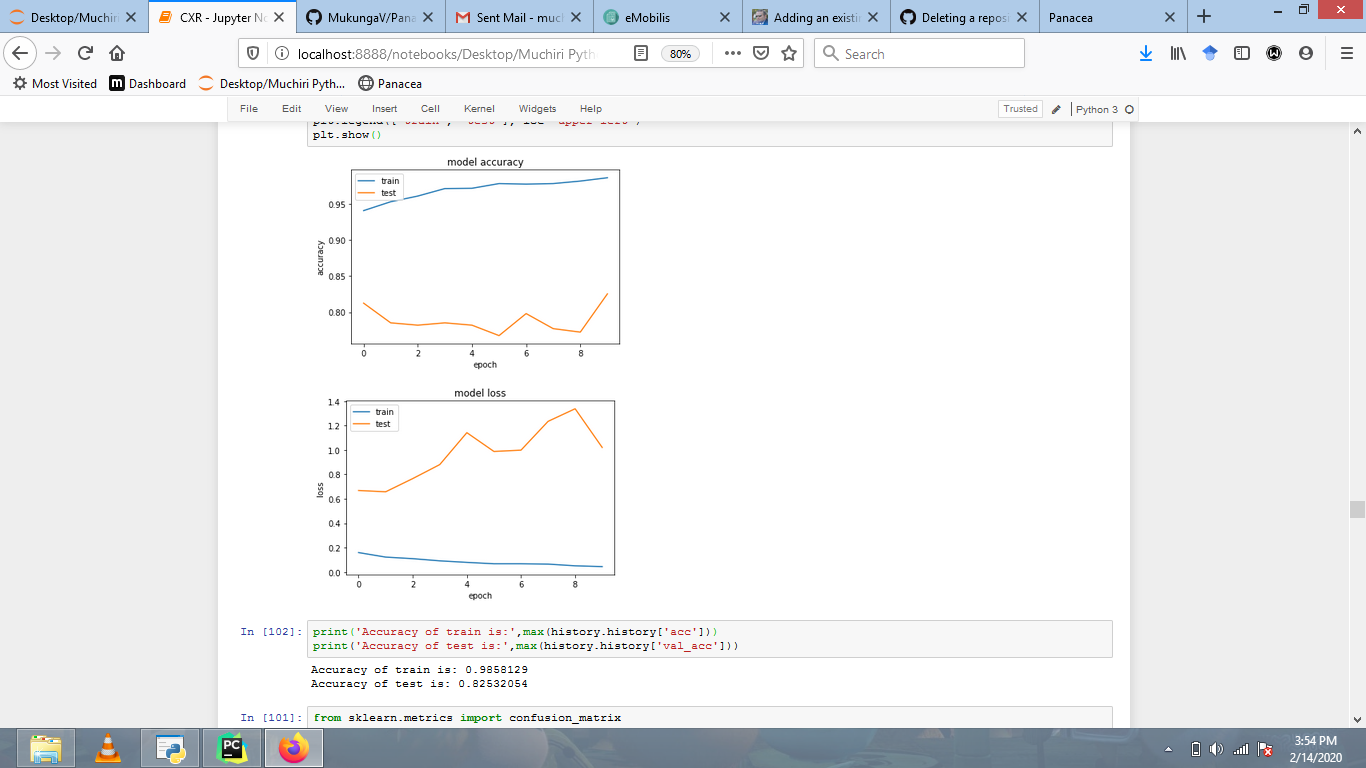 Desktop/Muchiri
CXR - Jupyter No
MukungaV/Pana
Sent Mail - muc
eMobilis
Adding an existi
Deleting a reposi
Panacea
localhost:8888/notebooks/Desktop/Muchiri Pyth
80%
Search
Most Visited
Dashboard
Desktop/Muchiri Pyth...
Panacea
File Edit View Insert Cell Kernel Widgets Help
Trusted
Python 3
plt.legend(['train', 'test'], loc='upper left')
plt.show()
model accuracy
train
test
0.95
0.90
0.85
0.80
accuracy
0 2 4 6 8
epoch
model loss
1.4
train
test
1.2
1.0
0.8
0.6
0.4
0.2
0.0
loss
0 2 4 6 8
epoch
In [102]:
print('Accuracy of train is:',max(history.history['acc']))
print('Accuracy of test is:',max(history.history['val_acc']))
Accuracy of train is: 0.9858129
Accuracy of test is: 0.82532054
In [101]:
from sklearn.metrics import confusion_matrix
PC
3:54 PM
2/14/2020